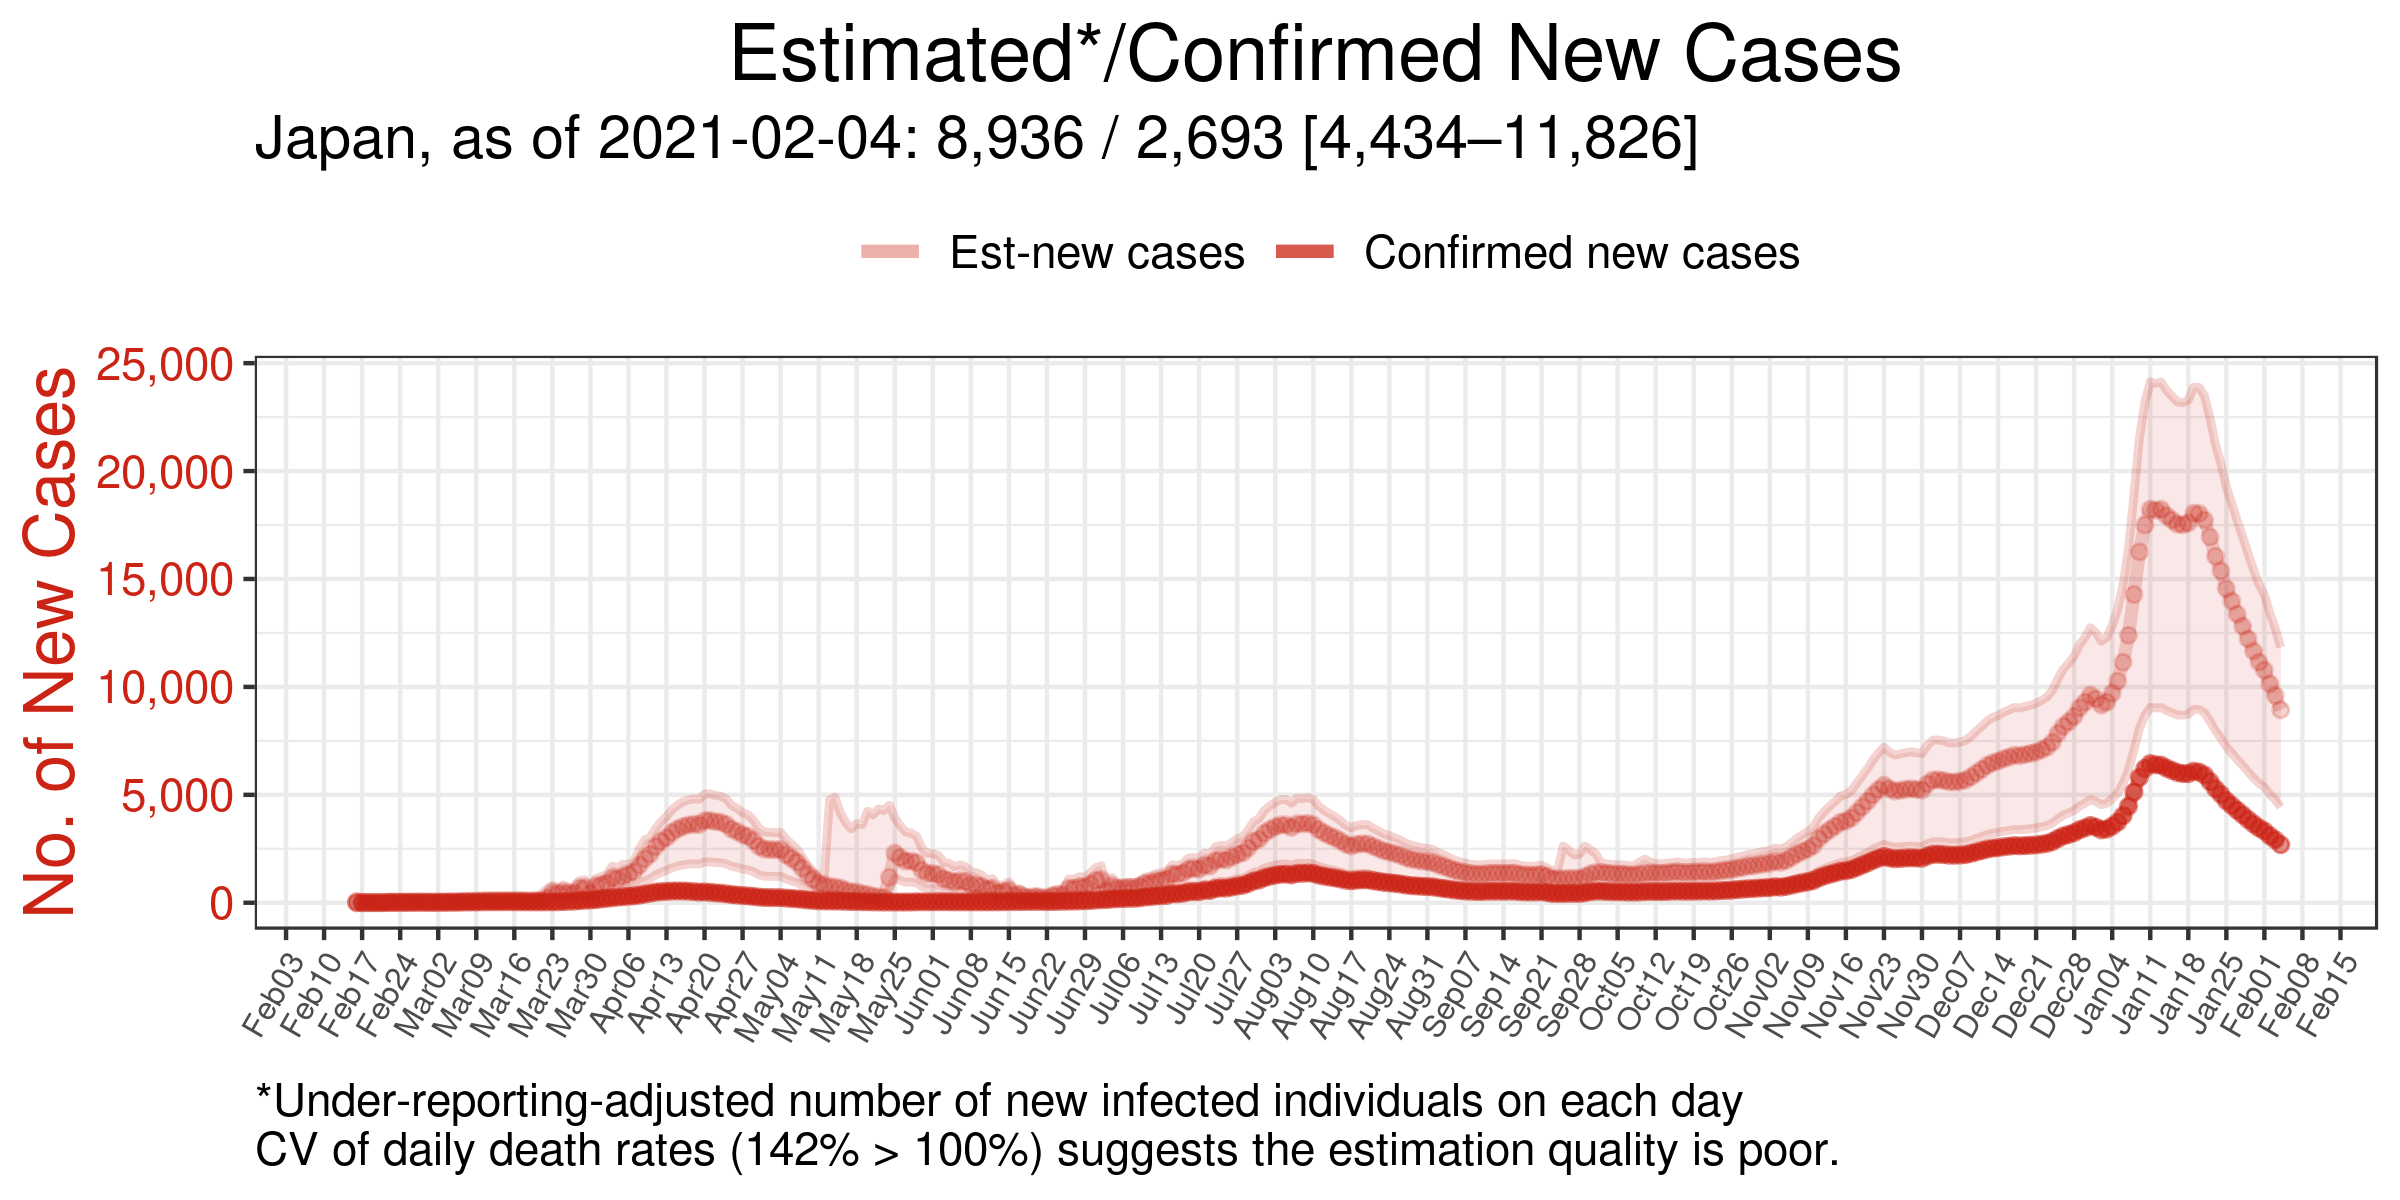 Estimated*/Confirmed New Cases
Japan, as of 2021-02-04: 8,936 / 2,693 [4,434–11,826]
Est-new cases
Confirmed new cases
No. of New Cases
25,000
20,000
15,000
10,000
5,000
0
Feb03
Feb10
Feb17
Feb24
Mar02
Mar09
Mar16
Mar23
Mar30
Apr06
Apr13
Apr20
Apr27
May04
May11
May18
May25
Jun01
Jun08
Jun15
Jun22
Jun29
Jul06
Jul13
Jul20
Jul27
Aug03
Aug10
Aug17
Aug24
Aug31
Sep07
Sep14
Sep21
Sep28
Oct05
Oct12
Oct19
Oct26
Nov02
Nov09
Nov16
Nov23
Nov30
Dec07
Dec14
Dec21
Dec28
Jan04
Jan11
Jan18
Jan25
Feb01
Feb08
Feb15
*Under-reporting-adjusted number of new infected individuals on each day
CV of daily death rates (142% > 100%) suggests the estimation quality is poor.